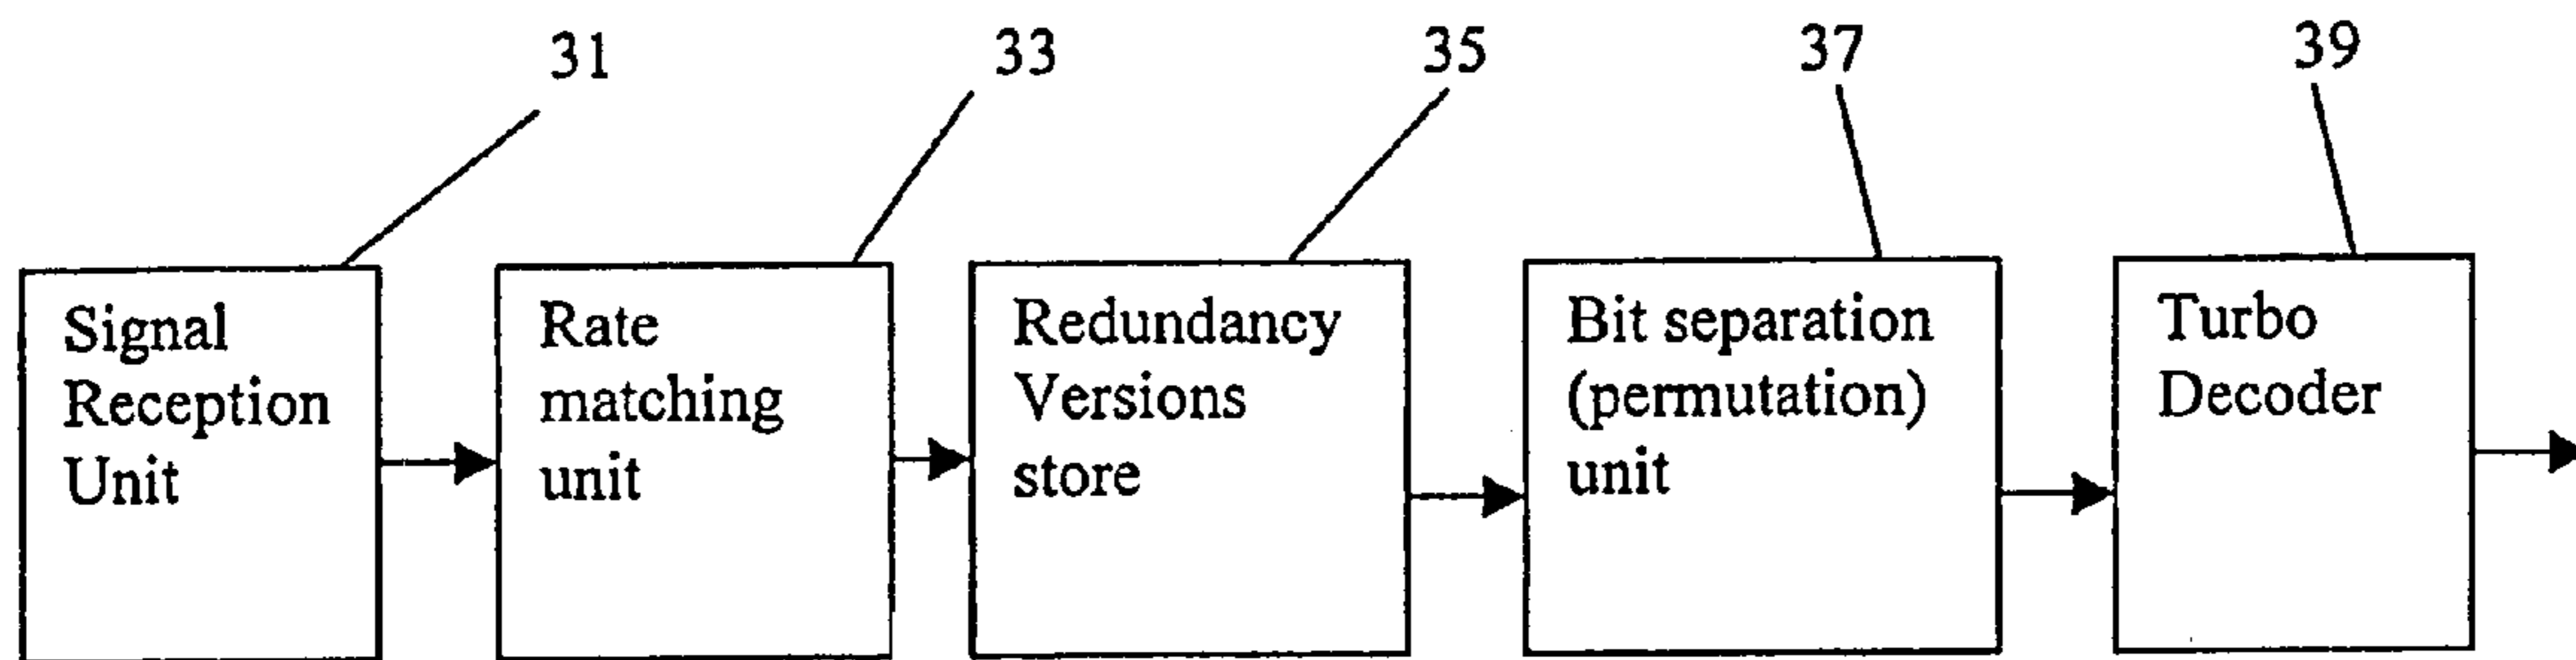 31
33
35
37
39
Signal
Reception
Unit
Rate
matching
unit
Redundancy
Versions
store
Bit separation
(permutation)
unit
Turbo
Decoder